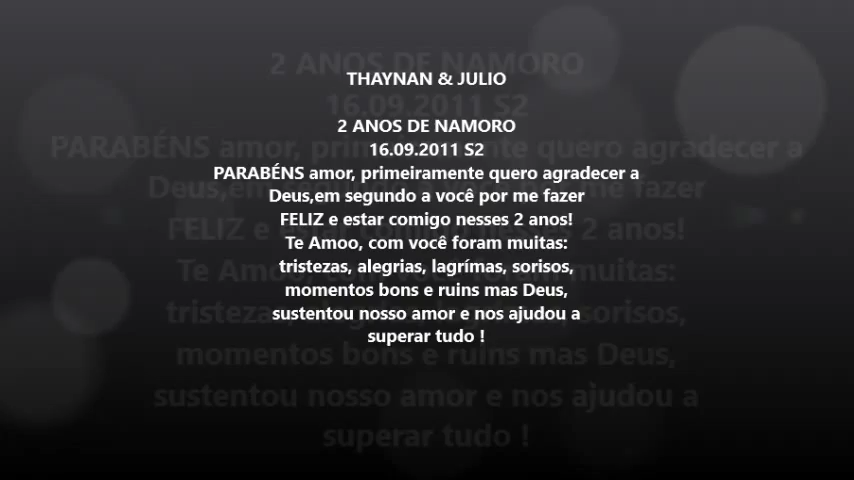 THAYNAN & JULIO
2 ANOS DE NAMORO
16.09.2011 S2
PARABÉNS amor, primeiramente quero agradecer a
Deus,em segundo a você por me fazer
FELIZ e estar comigo nesses 2 anos!
Te Amoo, com você foram muitas:
tristezas, alegrias, lagrímas, sorisos,
momentos bons e ruins mas Deus,
sustentou nosso amor e nos ajudou a
superar tudo !